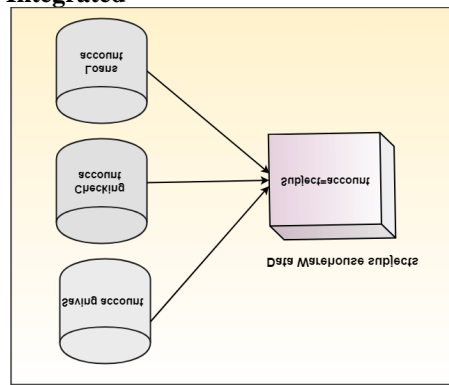 Integrated
Saving account
Checking
account
Loans
account
Data Warehouse subjects
Subject=account